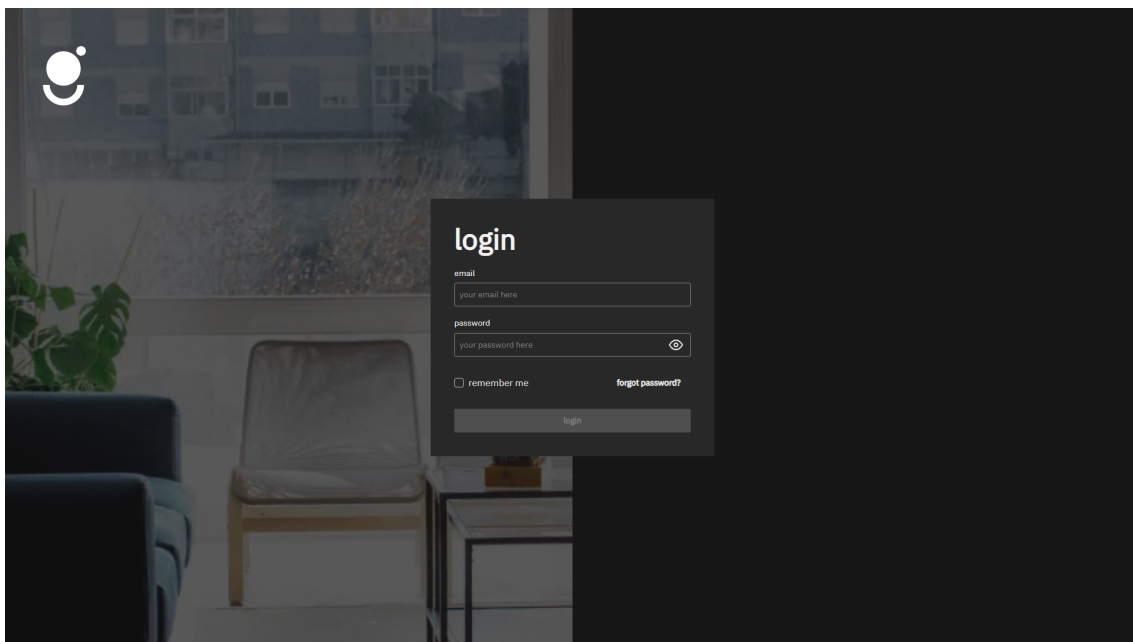 login
email
your email here
password
your password here
remember me
forgot password?
login